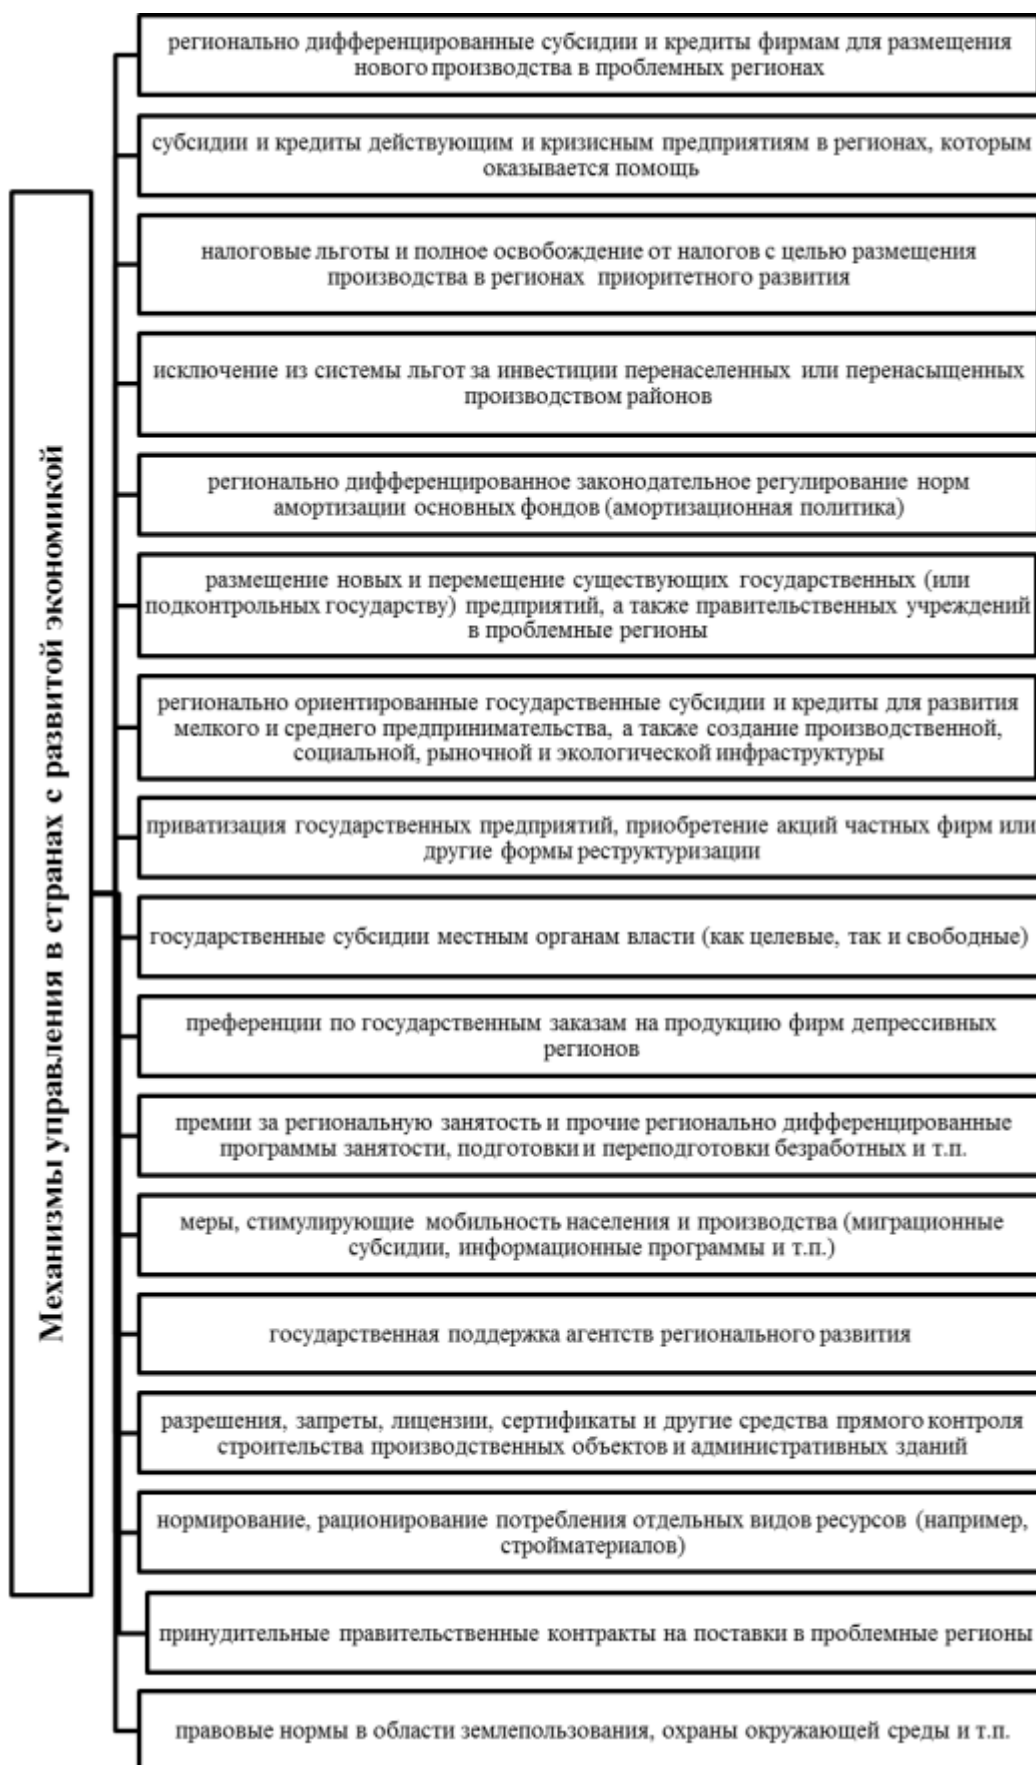 Механизмы управления в странах с развитой экономикой
регионально дифференцированные субсидии и кредиты фирмам для размещения
нового производства в проблемных регионах
субсидии и кредиты действующим и кризисным предприятиям в регионах, которым
оказывается помощь
налоговые льготы и полное освобождение от налогов с целью размещения
производства в регионах приоритетного развития
исключение из системы льгот за инвестиции перенаселенных или перенасыщенных
производством районов
регионально дифференцированное законодательное регулирование норм
амортизации основных фондов (амортизационная политика)
размещение новых и перемещение существующих государственных (или
подконтрольных государству) предприятий, а также правительственных учреждений
в проблемные регионы
регионально ориентированные государственные субсидии и кредиты для развития
мелкого и среднего предпринимательства, а также создание производственной,
социальной, рыночной и экологической инфраструктуры
приватизация государственных предприятий, приобретение акций частных фирм или
другие формы реструктуризации
государственные субсидии местным органам власти (как целевые, так и свободные)
преференции по государственным заказам на продукцию фирм депрессивных
регионов
премии за региональную занятость и прочие регионально дифференцированные
программы занятости, подготовки и переподготовки безработных и т.п.
меры, стимулирующие мобильность населения и производства (миграционные
субсидии, информационные программы и т.п.)
государственная поддержка агентств регионального развития
разрешения, запреты, лицензии, сертификаты и другие средства прямого контроля
строительства производственных объектов и административных зданий
нормирование, рационирование потребления отдельных видов ресурсов (например,
стройматериалов)
принудительные правительственные контракты на поставки в проблемные регионы
правовые нормы в области землепользования, охраны окружающей среды и т.п.